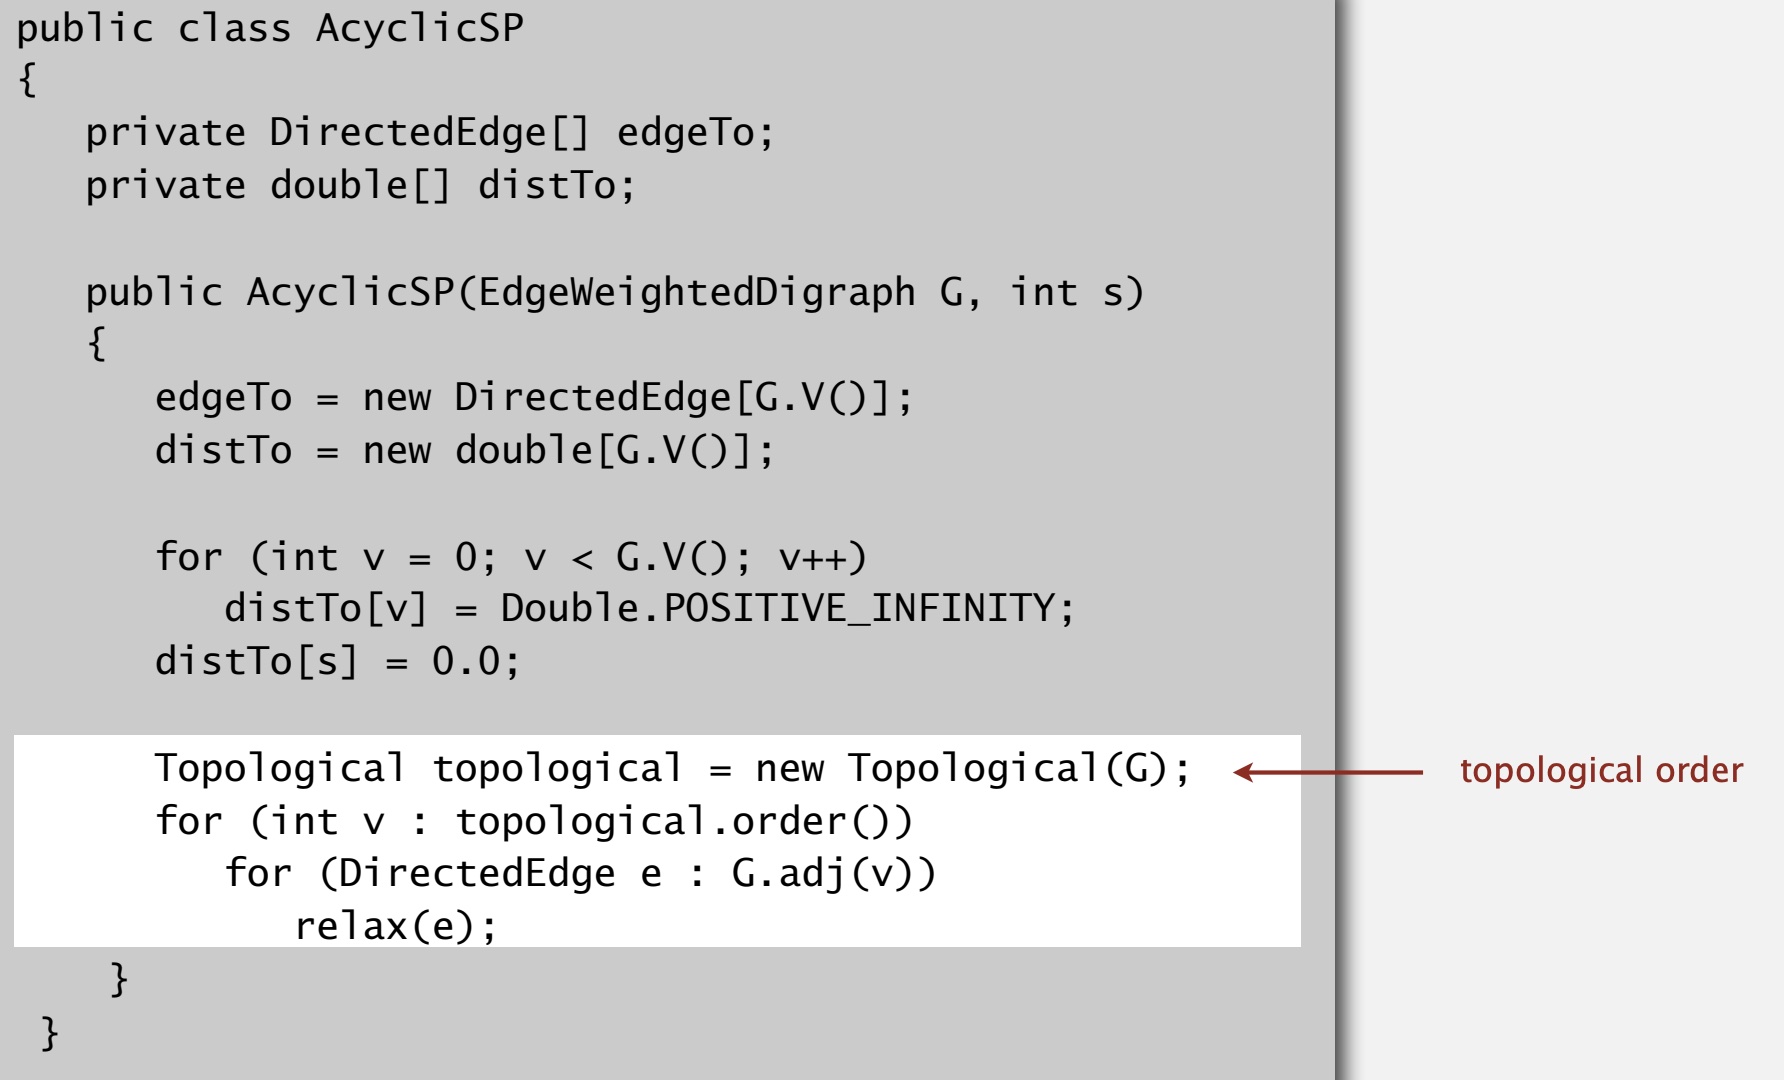 public class AcyclicSP
{
private DirectedEdge[] edgeTo;
private double[] distTo;
public AcyclicSP(EdgeWeightedDigraph G, int s)
{
edgeTo = new DirectedEdge[G.V()];
distTo = new double[G.V()];
for (int v = 0; v < G.V(); v++)
distTo[v] = Double.POSITIVE_INFINITY;
distTo[s] = 0.0;
Topological topological = new Topological(G);
topological order
for (int v : topological.order())
for (DirectedEdge e : G.adj(v))
relax(e);
}
}